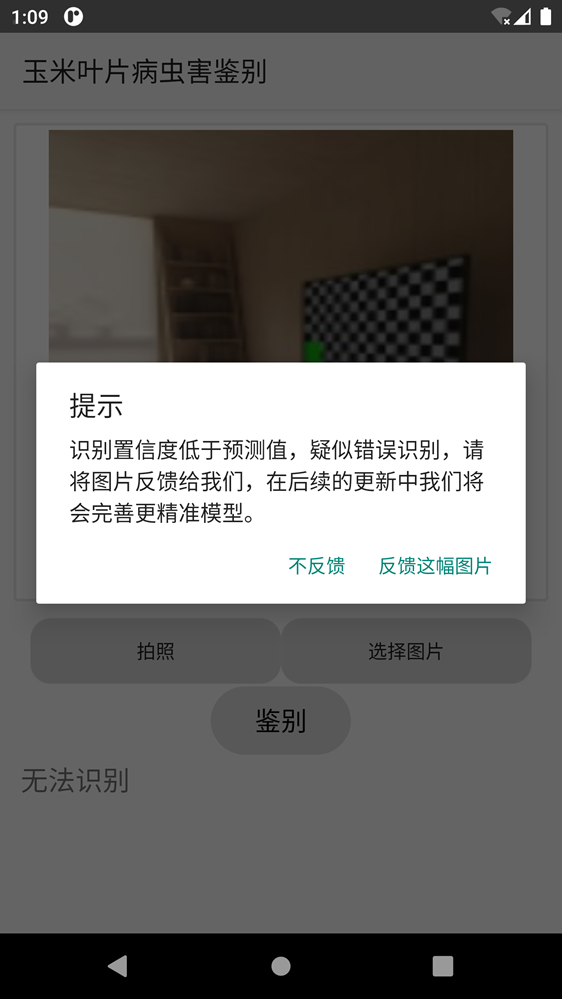 1:09
玉米叶片病虫害鉴别
提示
识别置信度低于预测值，疑似错误识别，请
将图片反馈给我们，在后续的更新中我们将
会完善更精准模型。
不反馈 反馈这幅图片
拍照 选择图片
鉴别
无法识别